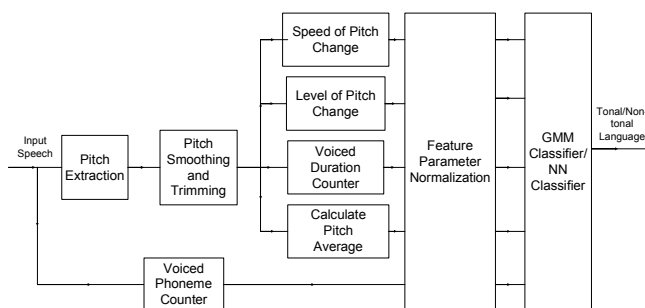 Input
Speech
Pitch
Extraction
Pitch
Smoothing
and
Trimming
Speed of Pitch
Change
Level of Pitch
Change
Voiced
Duration
Counter
Calculate
Pitch
Average
Voiced
Phoneme
Counter
Feature
Parameter
Normalization
GMM
Classifier/
NN
Classifier
Tonal/Non-
tonal
Language